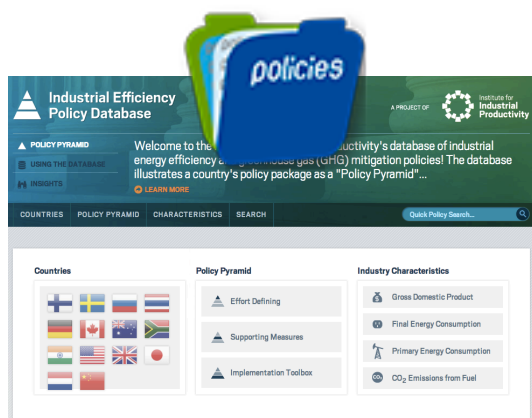 policies
Industrial Efficiency
Policy Database
A PROJECT OF
Institute for
Industrial
Productivity
POLICY PYRAMID
USING THE DATABASE
INSIGHTS
Welcome to the uctivity's database of industrial
energy efficiency a greenhouse gas (GHG) mitigation policies! The database
illustrates a country's policy package as a "Policy Pyramid"...
LEARN MORE
COUNTRIES POLICY PYRAMID CHARACTERISTICS SEARCH
Quick Policy Search...
Countries
Policy Pyramid
Industry Characteristics
Effort Defining
Supporting Measures
Implementation Toolbox
Gross Domestic Product
Final Energy Consumption
Primary Energy Consumption
CO₂ Emissions from Fuel